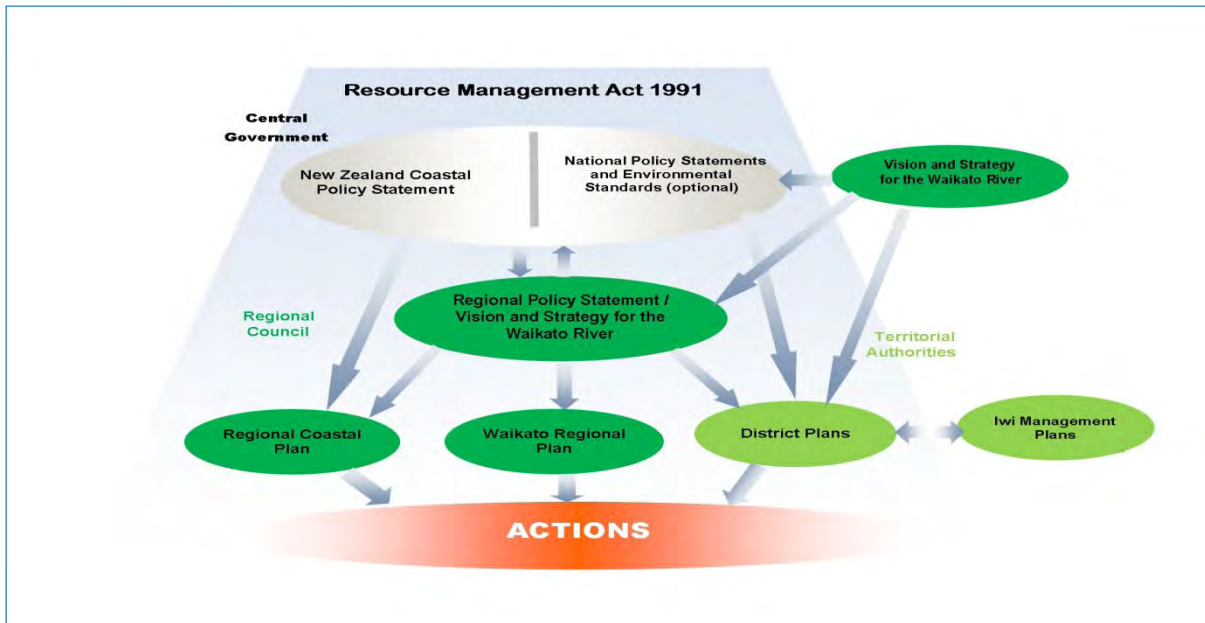 Resource Management Act 1991
Central
Government
New Zealand Coastal
Policy Statement
National Policy Statements
and Environmental
Standards (optional)
Vision and Strategy
for the Waikato River
Regional
Council
Regional Policy Statement /
Vision and Strategy for the
Waikato River
Territorial
Authorities
Regional Coastal
Plan
Waikato Regional
Plan
District Plans
Iwi Management
Plans
ACTIONS